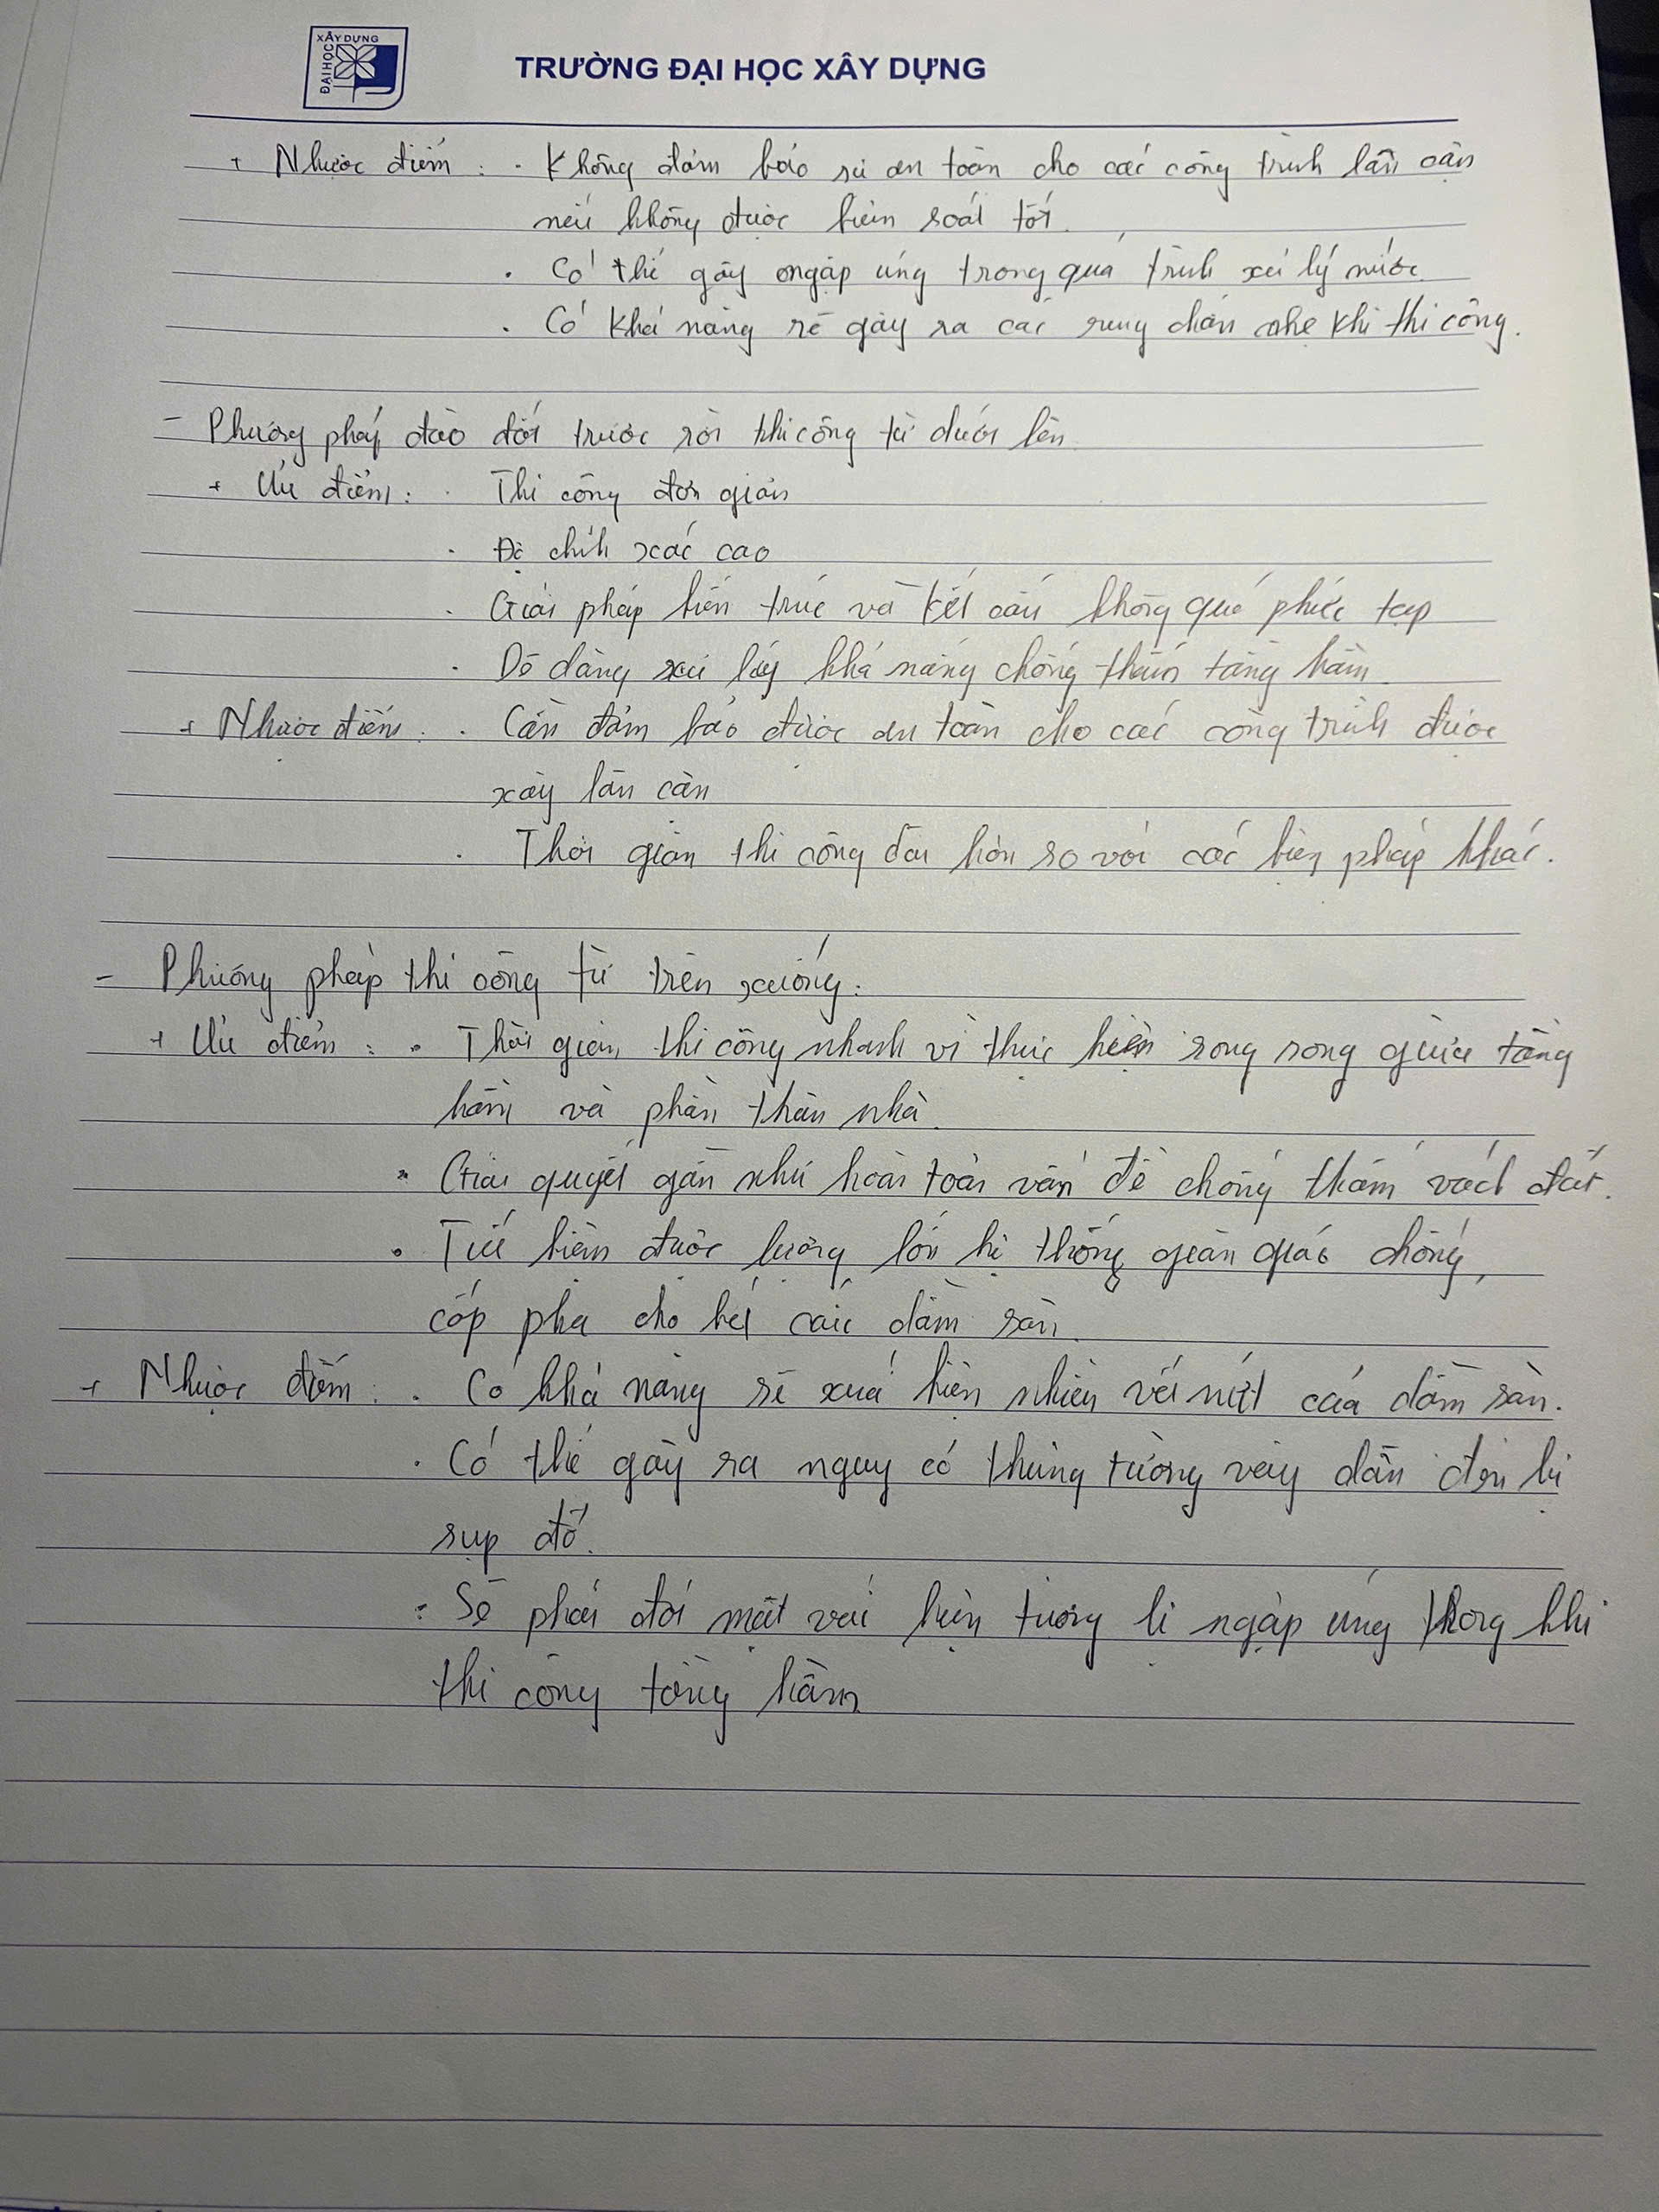 XÂY DỰNG
ĐẠI HỌC
TRƯỜNG ĐẠI HỌC XÂY DỰNG
+ Nhược điểm : . Không đảm bảo sự an toàn cho các công trình lân cận
nếu không được kiểm soát tốt.
. Có thể gây ngập úng trong quá trình xử lý nước.
. Có khả năng sẽ gây ra các rung chấn nhẹ khi thi công.
- Phương pháp đào đất trước rồi thi công từ dưới lên
+ Ưu điểm : . Thi công đơn giản
. Độ chính xác cao
. Giải pháp kiến trúc và kết cấu không quá phức tạp
. Dễ dàng xử lý khả năng chống thấm tầng hầm.
+ Nhược điểm : . Cần đảm bảo được an toàn cho các công trình được
xây lân cận
. Thời gian thi công dài hơn so với các biện pháp khác.
- Phương pháp thi công từ trên xuống :
+ Ưu điểm : . Thời gian thi công nhanh vì thực hiện song song giữa tầng
hầm và phần thân nhà.
. Giải quyết gần như hoàn toàn vấn đề chống thấm vách đất.
. Tiết kiệm được lượng lớn hệ thống giàn giáo chống,
cốp pha cho kết cấu dầm sàn.
+ Nhược điểm : . Có khả năng sẽ xuất hiện nhiều vết nứt của dầm sàn.
. Có thể gây ra nguy cơ thủng tường vây dẫn đến bị
sụp đổ.
. Sẽ phải đối mặt với hiện tượng bị ngập úng trong khi
thi công tầng hầm